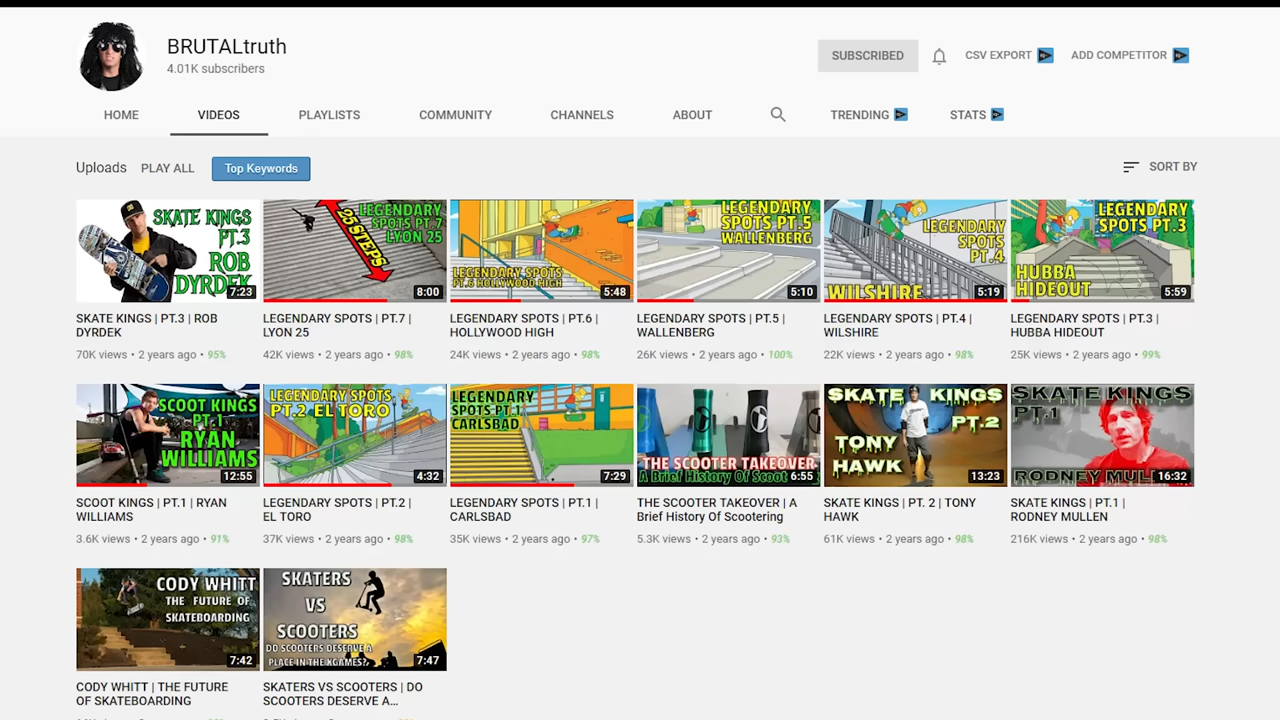 BRUTALtruth
4.01K subscribers
SUBSCRIBED
CSV EXPORT
ADD COMPETITOR
HOME
VIDEOS
PLAYLISTS
COMMUNITY
CHANNELS
ABOUT
TRENDING
STATS
Uploads
PLAY ALL
Top Keywords
SORT BY
SKATE KINGS
PT.3
ROB
DYRDEK
7:23
LEGENDARY
SPOTS PT.7
LYON 25
25 STEPS
8:00
LEGENDARY SPOTS
PT.6 HOLLYWOOD HIGH
5:48
LEGENDARY
SPOTS PT.5
WALLENBERG
5:10
LEGENDARY
SPOTS
PT.4
WILSHIRE
5:19
LEGENDARY
SPOTS PT.3
HUBBA
HIDEOUT
5:59
SKATE KINGS | PT.3 | ROB
DYRDEK
70K views • 2 years ago • 95%
LEGENDARY SPOTS | PT.7 |
LYON 25
42K views • 2 years ago • 98%
LEGENDARY SPOTS | PT.6 |
HOLLYWOOD HIGH
24K views • 2 years ago • 98%
LEGENDARY SPOTS | PT.5 |
WALLENBERG
26K views • 2 years ago • 100%
LEGENDARY SPOTS | PT.4 |
WILSHIRE
22K views • 2 years ago • 98%
LEGENDARY SPOTS | PT.3 |
HUBBA HIDEOUT
25K views • 2 years ago • 99%
SCOOT KINGS
PT.1
RYAN
WILLIAMS
12:55
LEGENDARY SPOTS
PT.2 EL TORO
4:32
LEGENDARY
SPOTS PT.1
CARLSBAD
7:29
THE SCOOTER TAKEOVER
A Brief History Of Scoot
6:55
SKATE KINGS
PT.2
TONY
HAWK
13:23
SKATE KINGS
PT.1
RODNEY MULL
16:32
SCOOT KINGS | PT.1 | RYAN
WILLIAMS
3.6K views • 2 years ago • 91%
LEGENDARY SPOTS | PT.2 |
EL TORO
37K views • 2 years ago • 98%
LEGENDARY SPOTS | PT.1 |
CARLSBAD
35K views • 2 years ago • 97%
THE SCOOTER TAKEOVER | A
Brief History Of Scootering
5.3K views • 2 years ago • 93%
SKATE KINGS | PT. 2 | TONY
HAWK
61K views • 2 years ago • 98%
SKATE KINGS | PT.1 |
RODNEY MULLEN
216K views • 2 years ago • 98%
CODY WHITT
THE FUTURE OF
SKATEBOARDING
7:42
SKATERS
VS
SCOOTERS
DO SCOOTERS DESERVE A
PLACE IN THE XGAMES?
7:47
CODY WHITT | THE FUTURE
OF SKATEBOARDING
SKATERS VS SCOOTERS | DO
SCOOTERS DESERVE A...